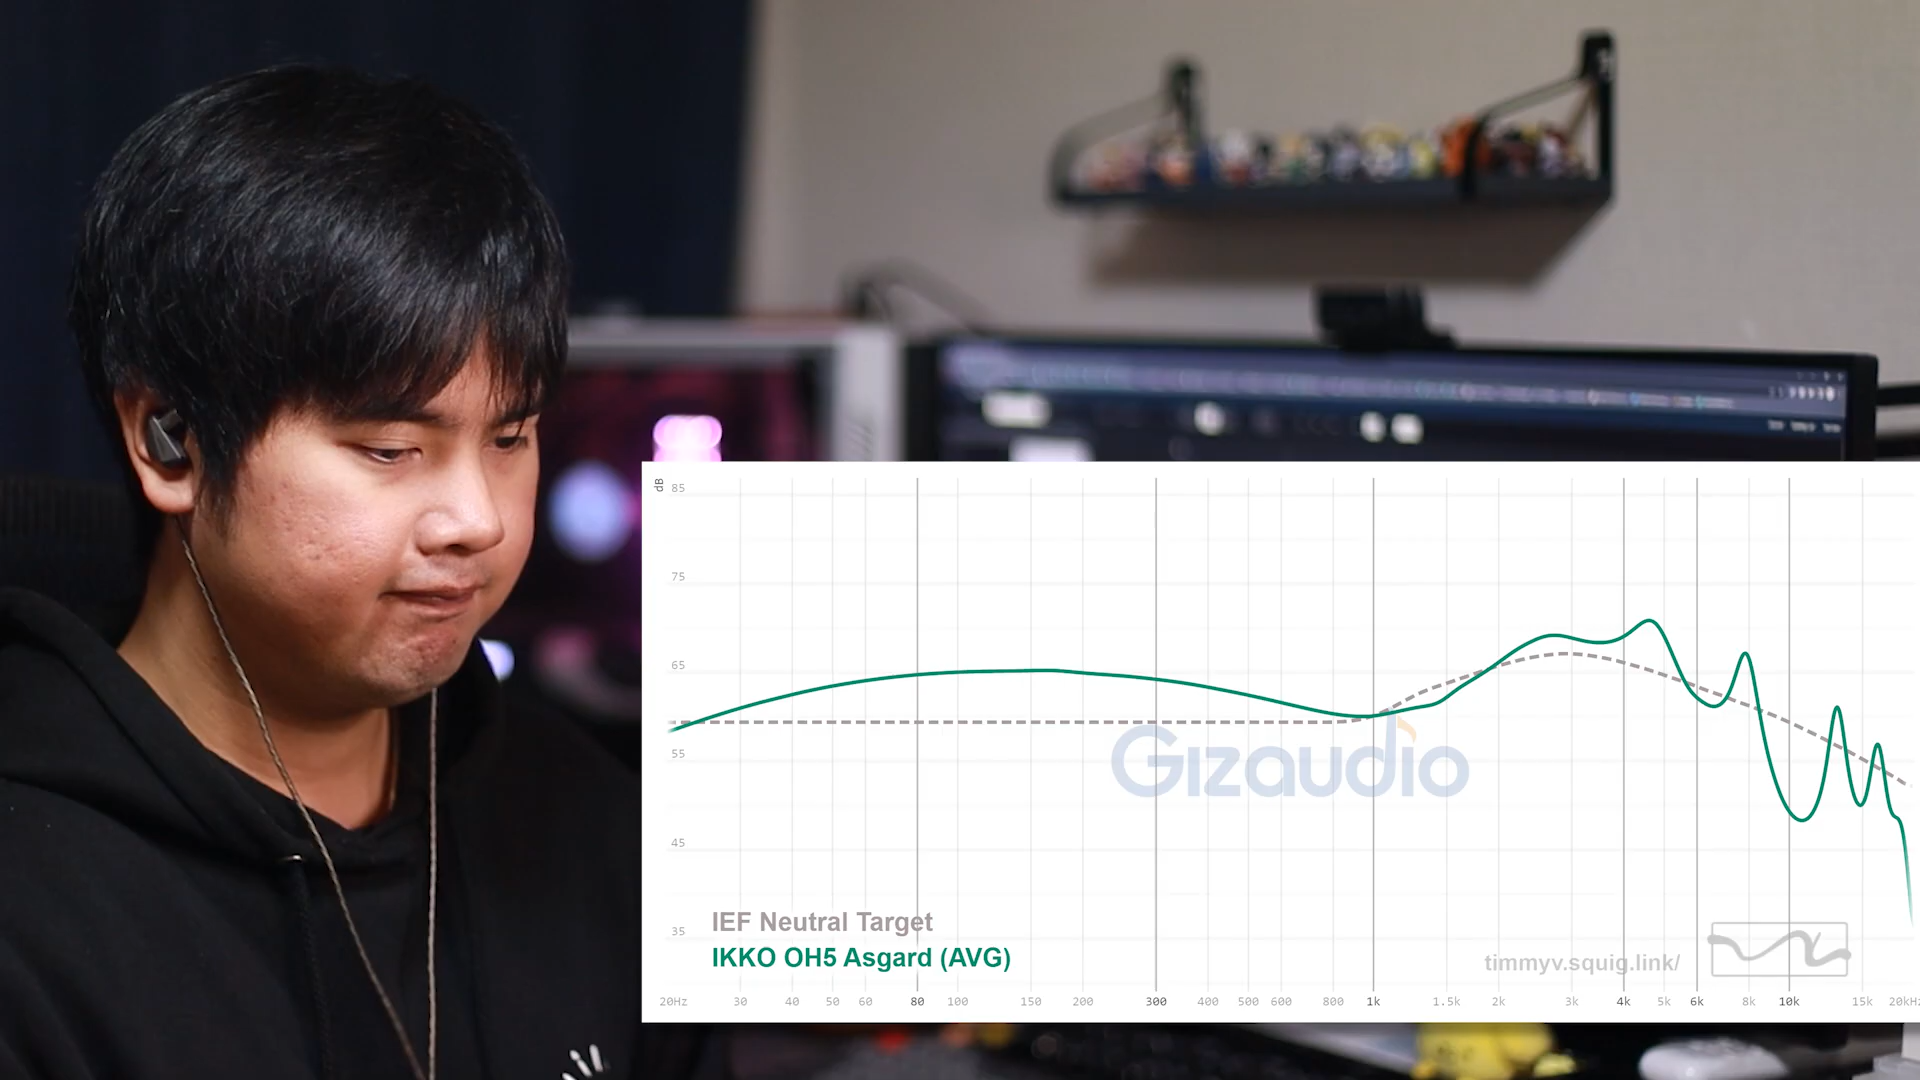 dB
85
75
65
55
45
35
Gizaudio
IEF Neutral Target
IKKO OH5 Asgard (AVG)
timmyv.squig.link/
20Hz 30 40 50 60 80 100 150 200 300 400 500 600 800 1k 1.5k 2k 3k 4k 5k 6k 8k 10k 15k 20kHz